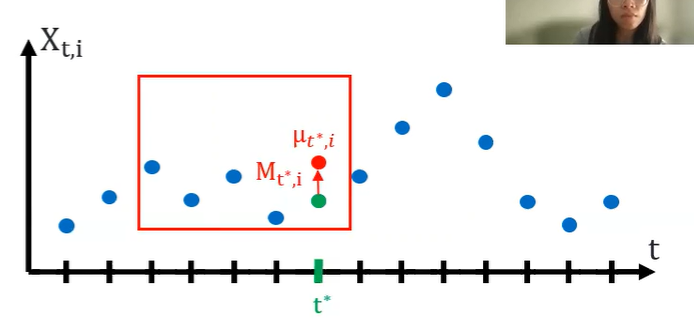 X_{t,i}
μ_{t*,i}
M_{t*,i}
t
t*